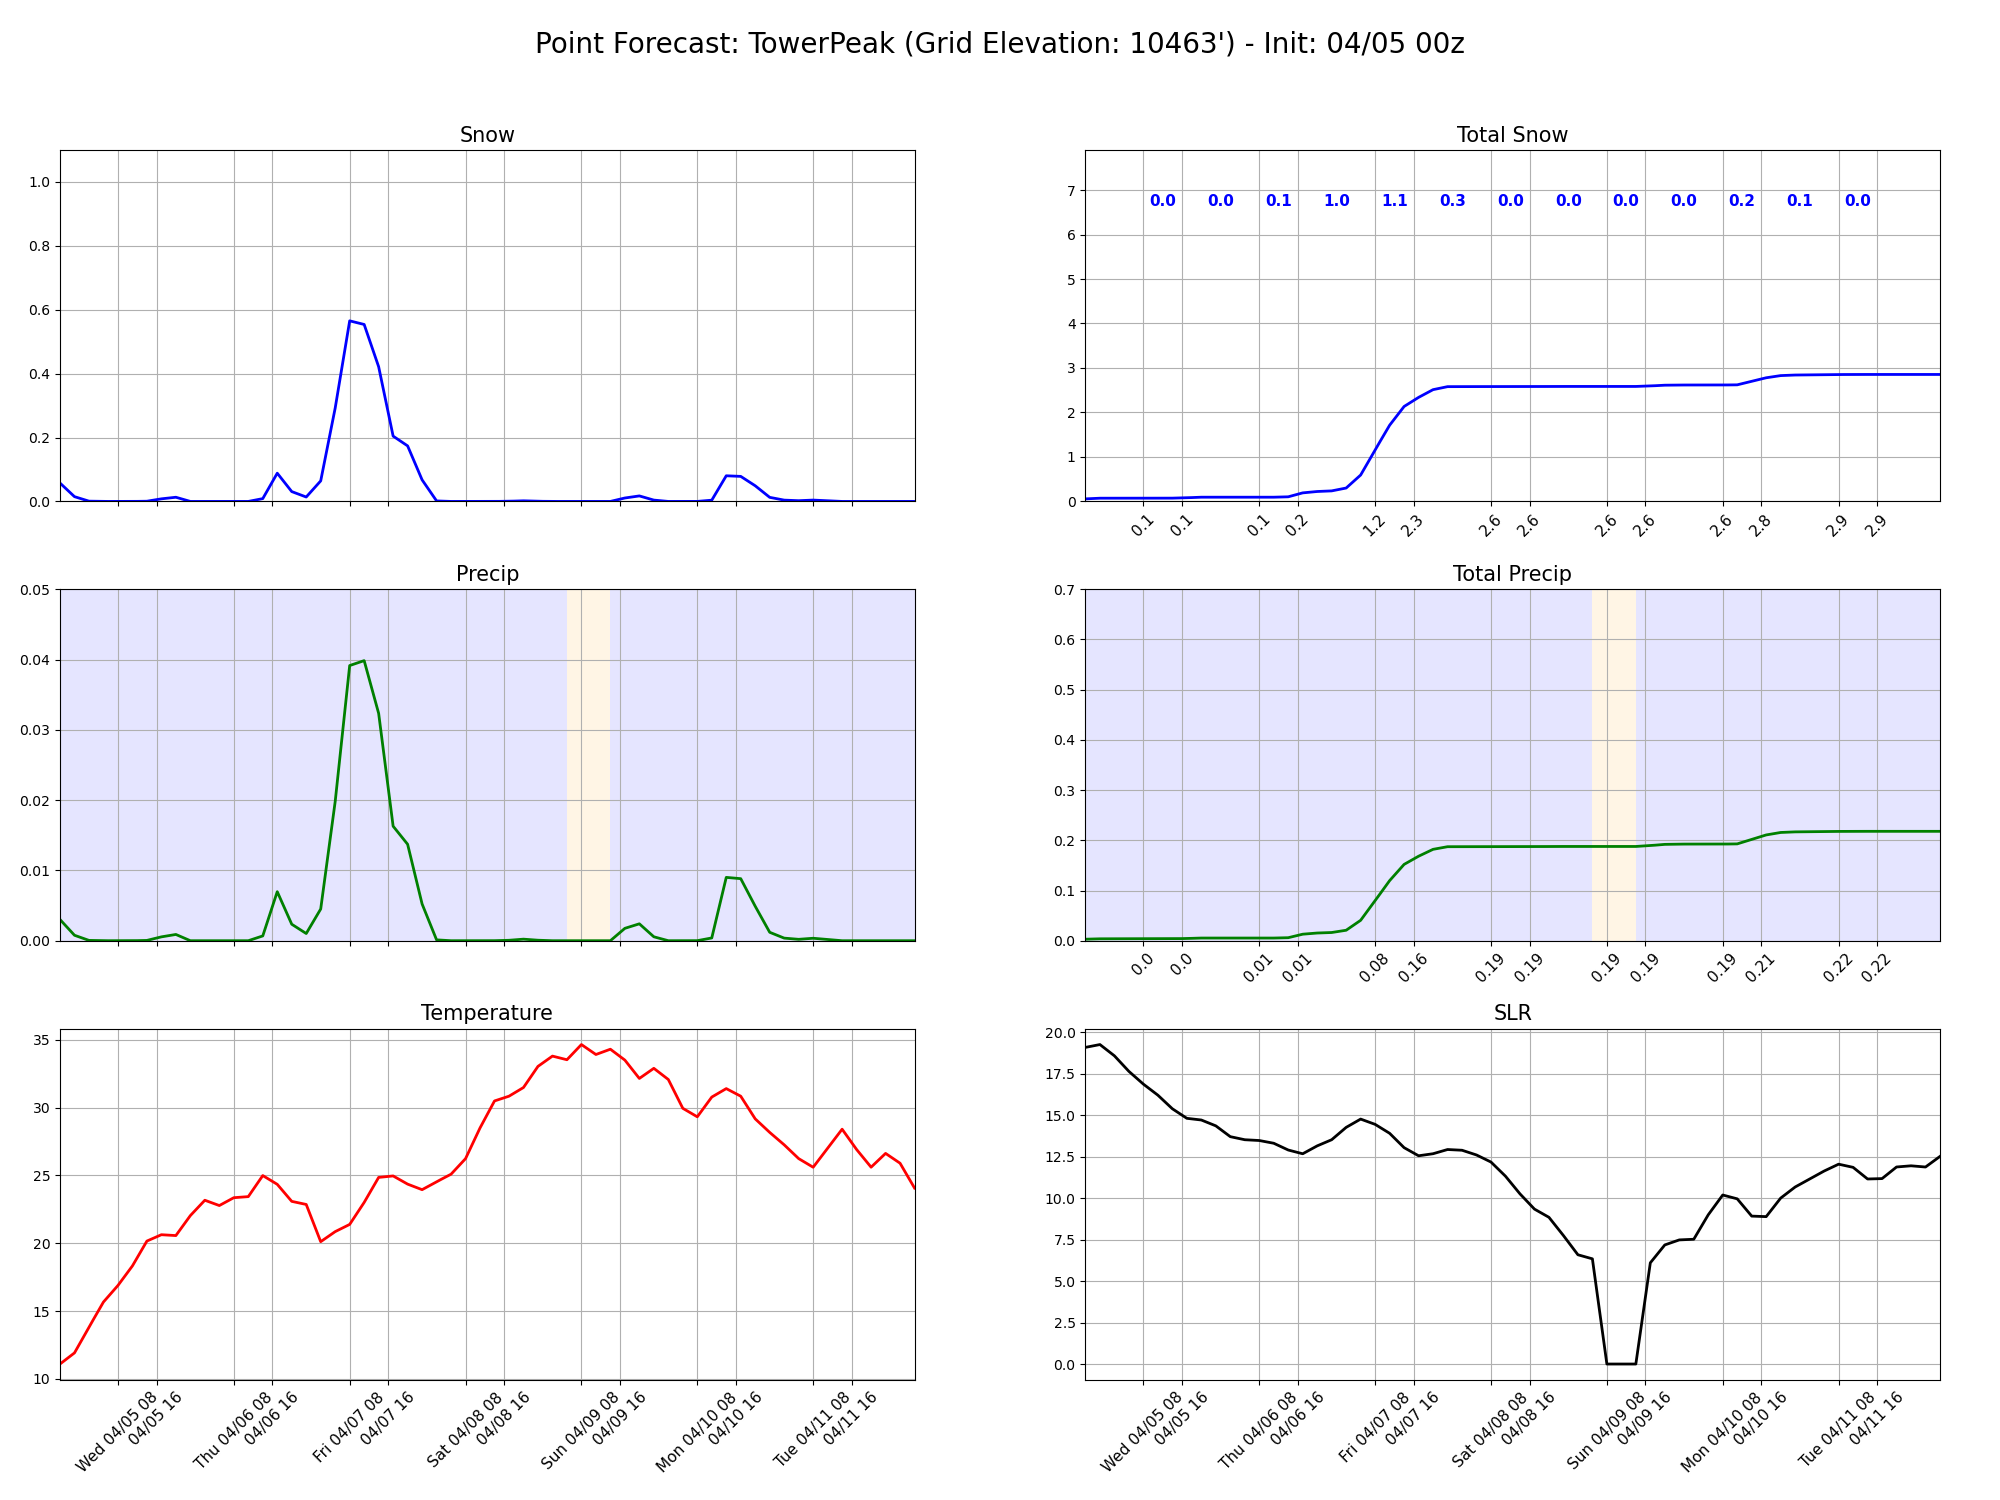 Point Forecast: TowerPeak (Grid Elevation: 10463') - Init: 04/05 00z
Snow
1.0
0.8
0.6
0.4
0.2
0.0
Total Snow
0.0 0.0 0.1 1.0 1.1 0.3 0.0 0.0 0.0 0.0 0.2 0.1 0.0
7
6
5
4
3
2
1
0
0.1 0.1 0.1 0.2 1.2 2.3 2.6 2.6 2.6 2.6 2.6 2.8 2.9 2.9
Precip
0.05
0.04
0.03
0.02
0.01
0.00
Total Precip
0.7
0.6
0.5
0.4
0.3
0.2
0.1
0.0
0.0 0.0 0.01 0.01 0.08 0.16 0.19 0.19 0.19 0.19 0.19 0.21 0.22 0.22
Temperature
35
30
25
20
15
10
Wed 04/05 08
04/05 16
Thu 04/06 08
04/06 16
Fri 04/07 08
04/07 16
Sat 04/08 08
04/08 16
Sun 04/09 08
04/09 16
Mon 04/10 08
04/10 16
Tue 04/11 08
04/11 16
SLR
20.0
17.5
15.0
12.5
10.0
7.5
5.0
2.5
0.0
Wed 04/05 08
04/05 16
Thu 04/06 08
04/06 16
Fri 04/07 08
04/07 16
Sat 04/08 08
04/08 16
Sun 04/09 08
04/09 16
Mon 04/10 08
04/10 16
Tue 04/11 08
04/11 16